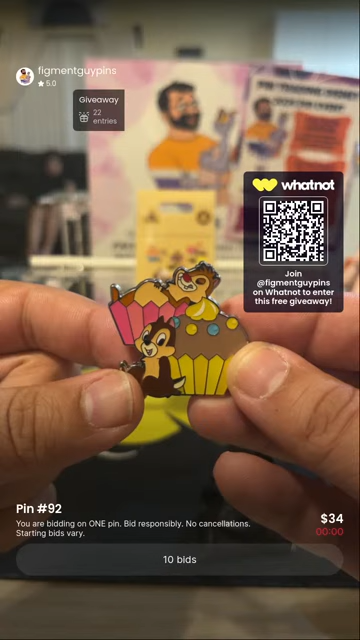 figmentguypins
★ 5.0
Giveaway
22
entries
whatnot
Join
@figmentguypins
on Whatnot to enter
this free giveaway!
Pin #92
You are bidding on ONE pin. Bid responsibly. No cancellations.
Starting bids vary.
$34
00:00
10 bids